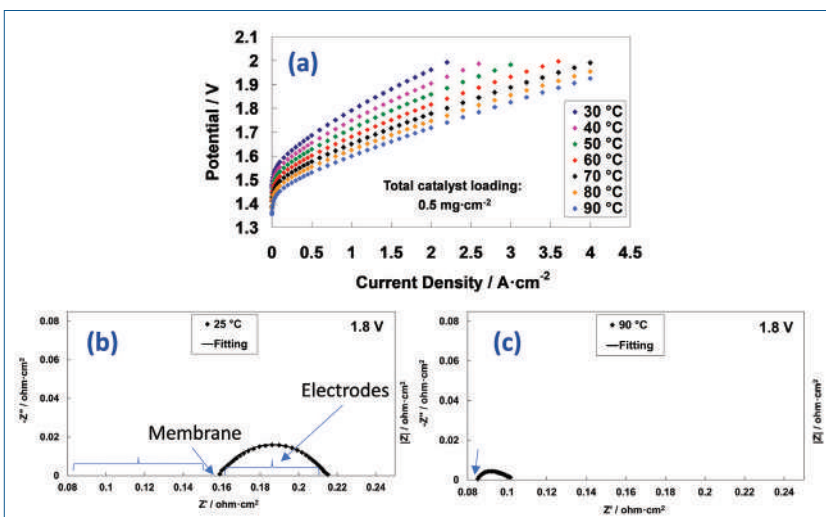 (a)
2.1
2
1.9
1.8
1.7
1.6
1.5
1.4
1.3
Potential / V
30 °C
40 °C
50 °C
60 °C
70 °C
80 °C
90 °C
Total catalyst loading:
0.5 mg·cm⁻²
0 0.5 1 1.5 2 2.5 3 3.5 4 4.5
Current Density / A·cm⁻²
(b)
25 °C
Fitting
1.8 V
0.08
0.06
0.04
0.02
0
-Z'' / ohm·cm²
|Z| / ohm·cm²
Electrodes
Membrane
0.08 0.1 0.12 0.14 0.16 0.18 0.2 0.22 0.24
Z' / ohm·cm²
(c)
90 °C
Fitting
1.8 V
0.08
0.06
0.04
0.02
0
-Z'' / ohm·cm²
|Z| / ohm·cm²
0.08 0.1 0.12 0.14 0.16 0.18 0.2 0.22 0.24
Z' / ohm·cm²